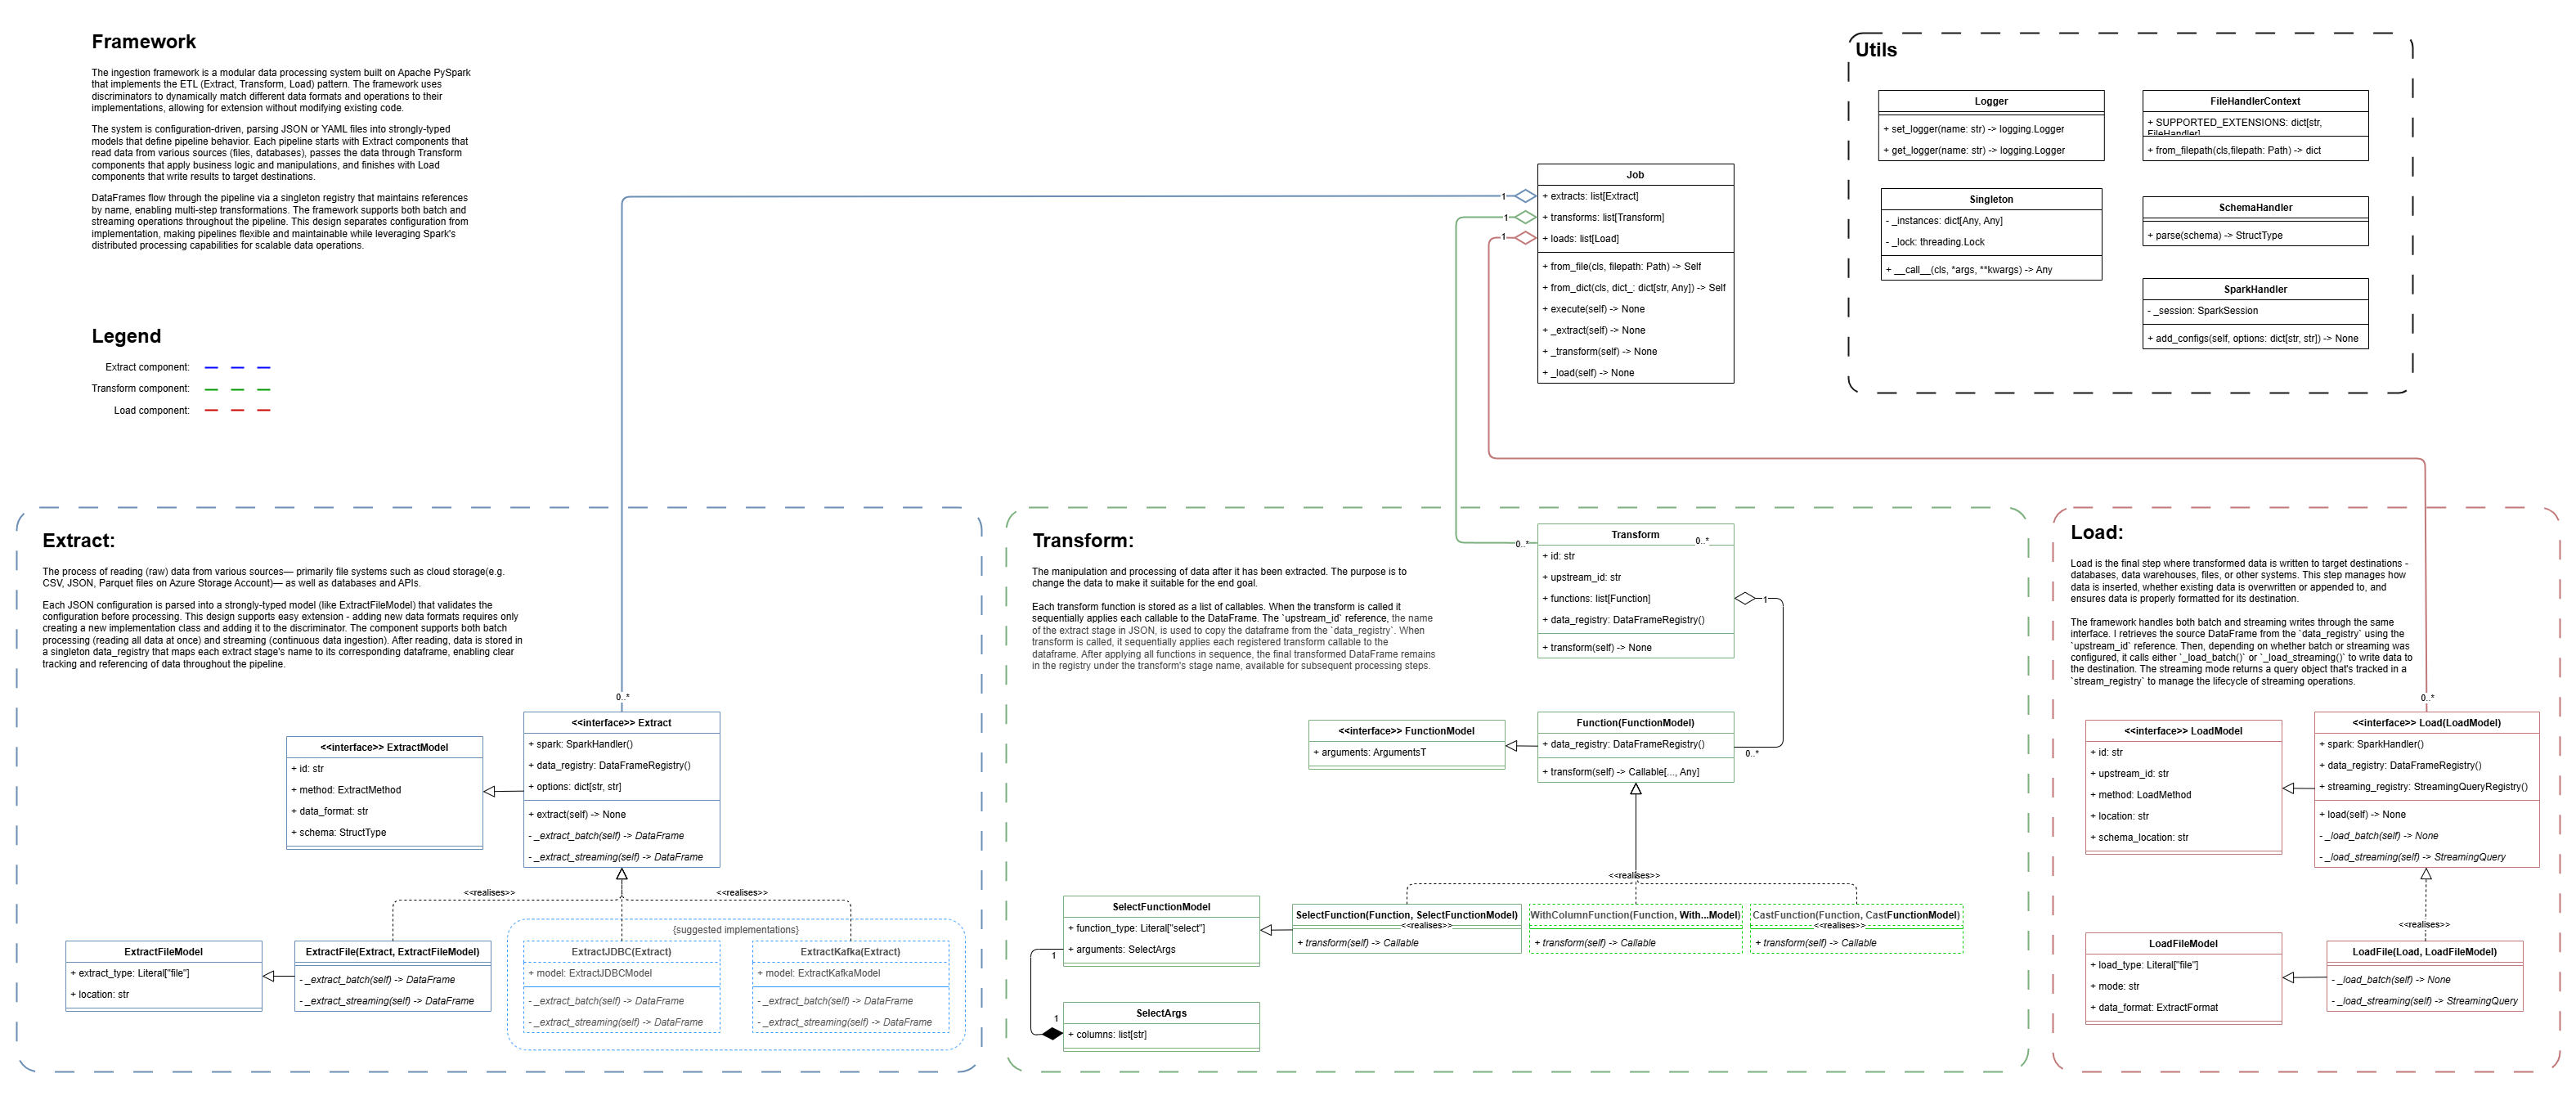 Framework
The ingestion framework is a modular data processing system built on Apache PySpark
that implements the ETL (Extract, Transform, Load) pattern. The framework uses
discriminators to dynamically match different data formats and operations to their
implementations, allowing for extension without modifying existing code.
The system is configuration-driven, parsing JSON or YAML files into strongly-typed
models that define pipeline behavior. Each pipeline starts with Extract components that
read data from various sources (files, databases), passes the data through Transform
components that apply business logic and manipulations, and finishes with Load
components that write results to target destinations.
DataFrames flow through the pipeline via a singleton registry that maintains references
by name, enabling multi-step transformations. The framework supports both batch and
streaming operations throughout the pipeline. This design separates configuration from
implementation, making pipelines flexible and maintainable while leveraging Spark's
distributed processing capabilities for scalable data operations.
Legend
Extract component:
Transform component:
Load component:
Job
1
+ extracts: list[Extract]
1
+ transforms: list[Transform]
1
+ loads: list[Load]
+ from_file(cls, filepath: Path) -> Self
+ from_dict(cls, dict_: dict[str, Any]) -> Self
+ execute(self) -> None
+ _extract(self) -> None
+ _transform(self) -> None
+ _load(self) -> None
Utils
Logger
+ set_logger(name: str) -> logging.Logger
+ get_logger(name: str) -> logging.Logger
FileHandlerContext
+ SUPPORTED_EXTENSIONS: dict[str,
FileHandler]
+ from_filepath(cls,filepath: Path) -> dict
Singleton
- _instances: dict[Any, Any]
- _lock: threading.Lock
+ __call__(cls, *args, **kwargs) -> Any
SchemaHandler
+ parse(schema) -> StructType
SparkHandler
- _session: SparkSession
+ add_configs(self, options: dict[str, str]) -> None
Extract:
The process of reading (raw) data from various sources— primarily file systems such as cloud storage(e.g.
CSV, JSON, Parquet files on Azure Storage Account)— as well as databases and APIs.
Each JSON configuration is parsed into a strongly-typed model (like ExtractFileModel) that validates the
configuration before processing. This design supports easy extension - adding new data formats requires only
creating a new implementation class and adding it to the discriminator. The component supports both batch
processing (reading all data at once) and streaming (continuous data ingestion). After reading, data is stored in
a singleton data_registry that maps each extract stage's name to its corresponding dataframe, enabling clear
tracking and referencing of data throughout the pipeline.
0..*
<<interface>> Extract
+ spark: SparkHandler()
+ data_registry: DataFrameRegistry()
+ options: dict[str, str]
+ extract(self) -> None
- _extract_batch(self) -> DataFrame
- _extract_streaming(self) -> DataFrame
<<interface>> ExtractModel
+ id: str
+ method: ExtractMethod
+ data_format: str
+ schema: StructType
<<realises>>
<<realises>>
{suggested implementations}
ExtractFileModel
+ extract_type: Literal["file"]
+ location: str
ExtractFile(Extract, ExtractFileModel)
- _extract_batch(self) -> DataFrame
- _extract_streaming(self) -> DataFrame
ExtractJDBC(Extract)
+ model: ExtractJDBCModel
- _extract_batch(self) -> DataFrame
- _extract_streaming(self) -> DataFrame
ExtractKafka(Extract)
+ model: ExtractKafkaModel
- _extract_batch(self) -> DataFrame
- _extract_streaming(self) -> DataFrame
Transform:
The manipulation and processing of data after it has been extracted. The purpose is to
change the data to make it suitable for the end goal.
Each transform function is stored as a list of callables. When the transform is called it
sequentially applies each callable to the DataFrame. The `upstream_id` reference, the name
of the extract stage in JSON, is used to copy the dataframe from the `data_registry`. When
transform is called, it sequentially applies each registered transform callable to the
dataframe. After applying all functions in sequence, the final transformed DataFrame remains
in the registry under the transform's stage name, available for subsequent processing steps.
0..*
Transform
0..*
+ id: str
+ upstream_id: str
+ functions: list[Function]
+ data_registry: DataFrameRegistry()
+ transform(self) -> None
1
0..*
<<interface>> FunctionModel
+ arguments: ArgumentsT
Function(FunctionModel)
+ data_registry: DataFrameRegistry()
+ transform(self) -> Callable[..., Any]
<<realises>>
SelectFunctionModel
+ function_type: Literal["select"]
+ arguments: SelectArgs
1
1
SelectArgs
+ columns: list[str]
SelectFunction(Function, SelectFunctionModel)
<<realises>>
+ transform(self) -> Callable
WithColumnFunction(Function, With...Model)
+ transform(self) -> Callable
CastFunction(Function, CastFunctionModel)
<<realises>>
+ transform(self) -> Callable
Load:
Load is the final step where transformed data is written to target destinations -
databases, data warehouses, files, or other systems. This step manages how
data is inserted, whether existing data is overwritten or appended to, and
ensures data is properly formatted for its destination.
The framework handles both batch and streaming writes through the same
interface. I retrieves the source DataFrame from the `data_registry` using the
`upstream_id` reference. Then, depending on whether batch or streaming was
configured, it calls either `_load_batch()` or `_load_streaming()` to write data to
the destination. The streaming mode returns a query object that's tracked in a
`stream_registry` to manage the lifecycle of streaming operations.
0..*
<<interface>> LoadModel
+ id: str
+ upstream_id: str
+ method: LoadMethod
+ location: str
+ schema_location: str
<<interface>> Load(LoadModel)
+ spark: SparkHandler()
+ data_registry: DataFrameRegistry()
+ streaming_registry: StreamingQueryRegistry()
+ load(self) -> None
- _load_batch(self) -> None
- _load_streaming(self) -> StreamingQuery
<<realises>>
LoadFileModel
+ load_type: Literal["file"]
+ mode: str
+ data_format: ExtractFormat
LoadFile(Load, LoadFileModel)
- _load_batch(self) -> None
- _load_streaming(self) -> StreamingQuery